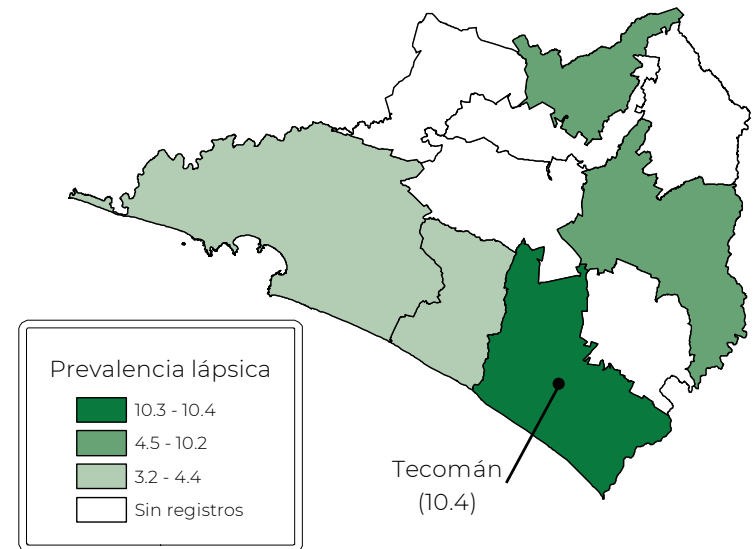 Prevalencia lápsica
10.3 - 10.4
4.5 - 10.2
3.2 - 4.4
Sin registros
Tecomán
(10.4)